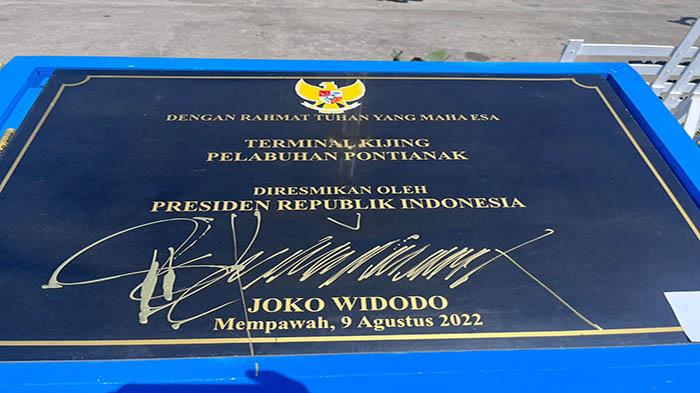 DENGAN RAHMAT TUHAN YANG MAHA ESA
TERMINAL KIJING
PELABUHAN PONTIANAK
DIRESMIKAN OLEH
PRESIDEN REPUBLIK INDONESIA
JOKO WIDODO
Mempawah, 9 Agustus 2022